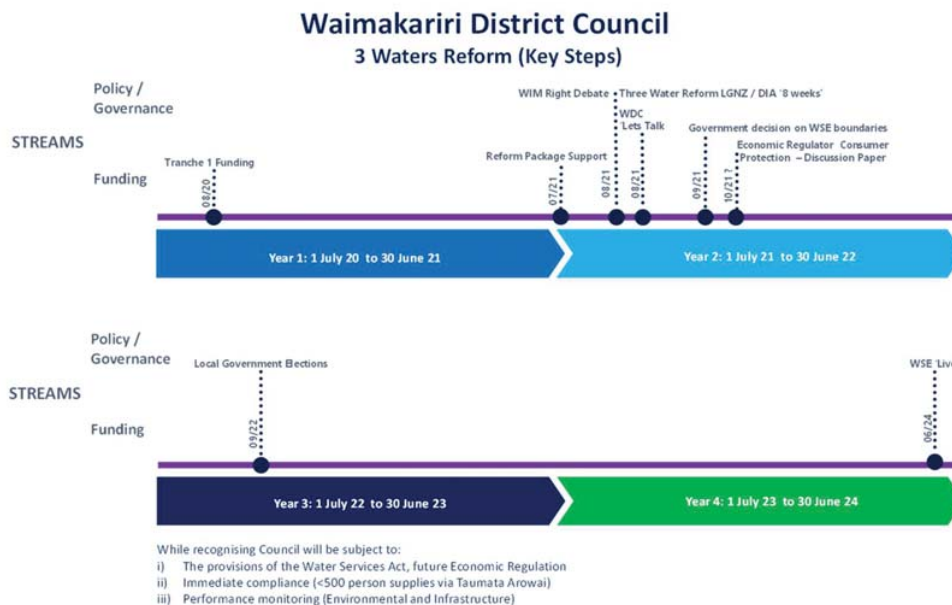 Waimakariri District Council
3 Waters Reform (Key Steps)
Policy /
Governance
STREAMS
Funding
Tranche 1 Funding
08/20
Reform Package Support
07/21
WIM Right Debate
Three Water Reform LGNZ / DIA '8 weeks'
08/21
WDC
'Lets Talk
08/21
Government decision on WSE boundaries
09/21
Economic Regulator Consumer
Protection – Discussion Paper
10/21 ?
Year 1: 1 July 20 to 30 June 21
Year 2: 1 July 21 to 30 June 22
Policy /
Governance
STREAMS
Funding
Local Government Elections
09/22
WSE 'Live
06/24
Year 3: 1 July 22 to 30 June 23
Year 4: 1 July 23 to 30 June 24
While recognising Council will be subject to:
i) The provisions of the Water Services Act, future Economic Regulation
ii) Immediate compliance (<500 person supplies via Taumata Arowai)
iii) Performance monitoring (Environmental and Infrastructure)